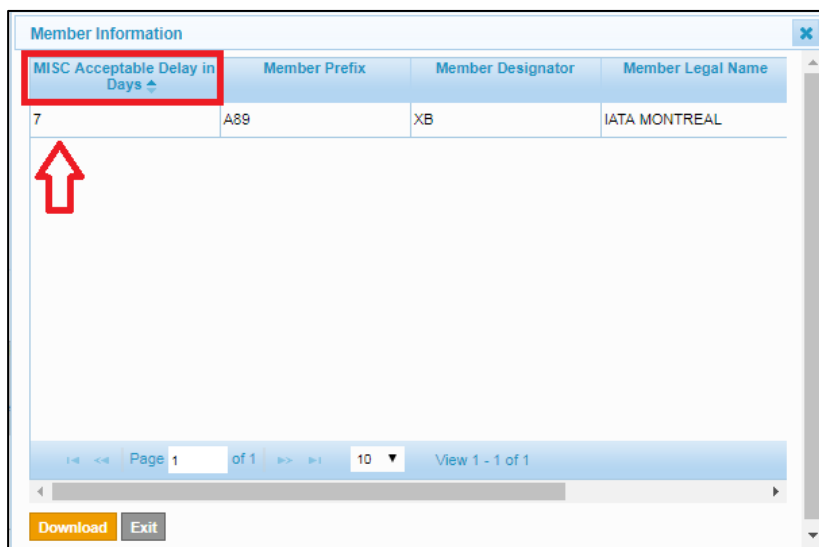 Member Information
MISC Acceptable Delay in Days
Member Prefix
Member Designator
Member Legal Name
7
A89
XB
IATA MONTREAL
Page 1 of 1
10
View 1 - 1 of 1
Download
Exit